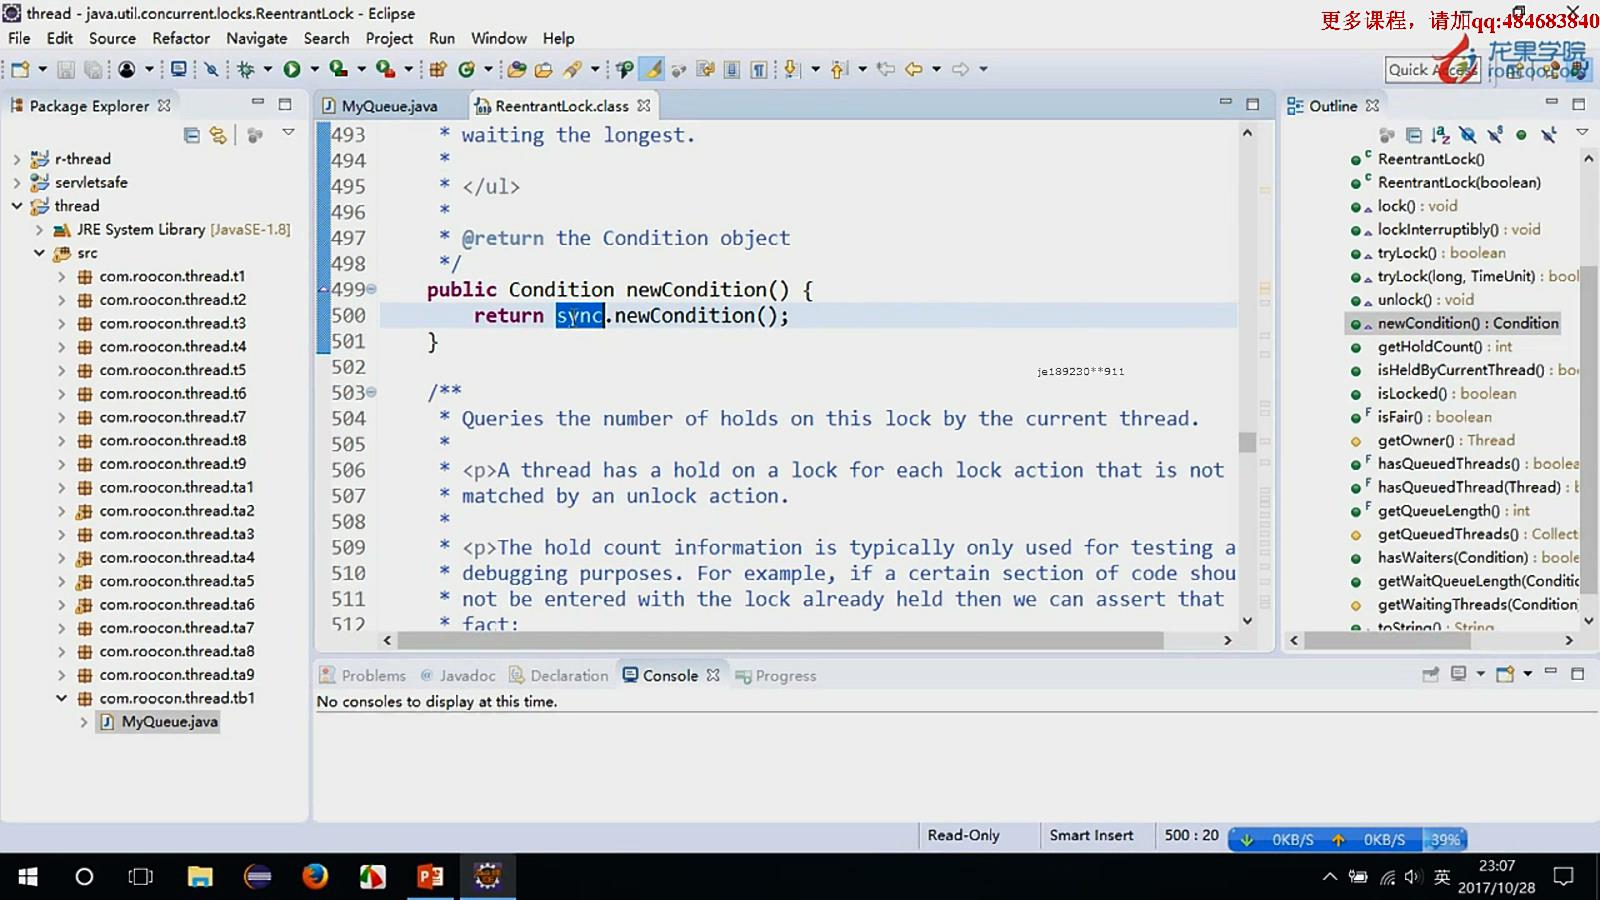 thread - java.util.concurrent.locks.ReentrantLock - Eclipse
更多课程，请加qq:484683840
File Edit Source Refactor Navigate Search Project Run Window Help
龙果学院
roncoo.com
Quick Access
Package Explorer
r-thread
servletsafe
thread
JRE System Library [JavaSE-1.8]
src
com.roocon.thread.t1
com.roocon.thread.t2
com.roocon.thread.t3
com.roocon.thread.t4
com.roocon.thread.t5
com.roocon.thread.t6
com.roocon.thread.t7
com.roocon.thread.t8
com.roocon.thread.t9
com.roocon.thread.ta1
com.roocon.thread.ta2
com.roocon.thread.ta3
com.roocon.thread.ta4
com.roocon.thread.ta5
com.roocon.thread.ta6
com.roocon.thread.ta7
com.roocon.thread.ta8
com.roocon.thread.ta9
com.roocon.thread.tb1
MyQueue.java
MyQueue.java ReentrantLock.class
493 * waiting the longest.
494 *
495 * </ul>
496 *
497 * @return the Condition object
498 */
499 public Condition newCondition() {
500 return sync.newCondition();
501 }
502
je189230**911
503 /**
504 * Queries the number of holds on this lock by the current thread.
505 *
506 * <p>A thread has a hold on a lock for each lock action that is not
507 * matched by an unlock action.
508 *
509 * <p>The hold count information is typically only used for testing a
510 * debugging purposes. For example, if a certain section of code shou
511 * not be entered with the lock already held then we can assert that
512 * fact:
Outline
ReentrantLock()
ReentrantLock(boolean)
lock() : void
lockInterruptibly() : void
tryLock() : boolean
tryLock(long, TimeUnit) : bool
unlock() : void
newCondition() : Condition
getHoldCount() : int
isHeldByCurrentThread() : boo
isLocked() : boolean
isFair() : boolean
getOwner() : Thread
hasQueuedThreads() : boolea
hasQueuedThread(Thread) : b
getQueueLength() : int
getQueuedThreads() : Collect
hasWaiters(Condition) : boole
getWaitQueueLength(Conditic
getWaitingThreads(Condition)
toString() : String
Problems @ Javadoc Declaration Console Progress
No consoles to display at this time.
Read-Only Smart Insert 500 : 20 0KB/S 0KB/S 39%
英
23:07
2017/10/28